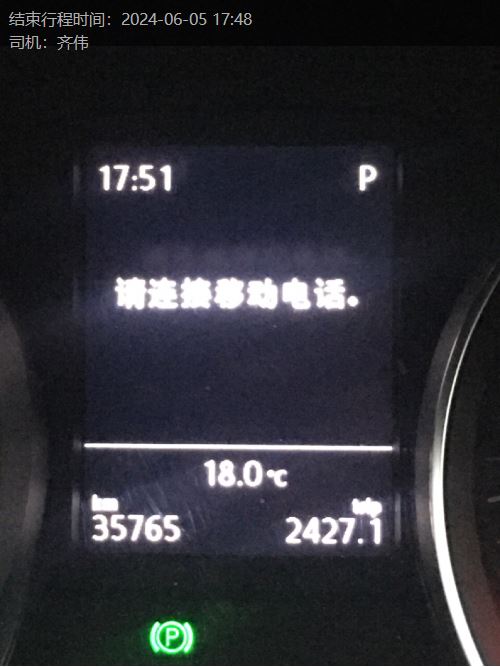 结束行程时间：2024-06-05 17:48
司机：齐伟
17:51 P
请连接移动电话。
18.0℃
km trip
35765 2427.1
P